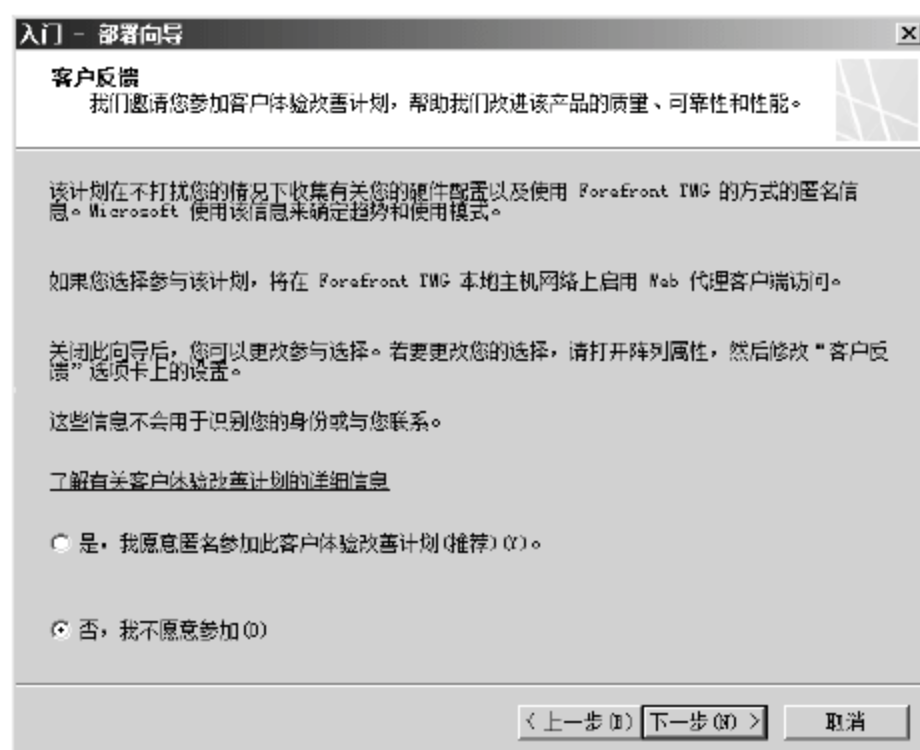 入门 - 部署向导
客户反馈
我们邀请您参加客户体验改善计划，帮助我们改进该产品的质量、可靠性和性能。
该计划在不打扰您的情况下收集有关您的硬件配置以及使用 Forefront TMG 的方式的匿名信
息。Microsoft 使用该信息来确定趋势和使用模式。
如果您选择参与该计划，将在 Forefront TMG 本地主机网络上启用 Web 代理客户端访问。
关闭此向导后，您可以更改参与选择。若要更改您的选择，请打开阵列属性，然后修改“客户反
馈”选项卡上的设置。
这些信息不会用于识别您的身份或与您联系。
了解有关客户体验改善计划的详细信息
是，我愿意匿名参加此客户体验改善计划(推荐)(Y)。
否，我不愿意参加(O)
< 上一步(B) 下一步(N) > 取消